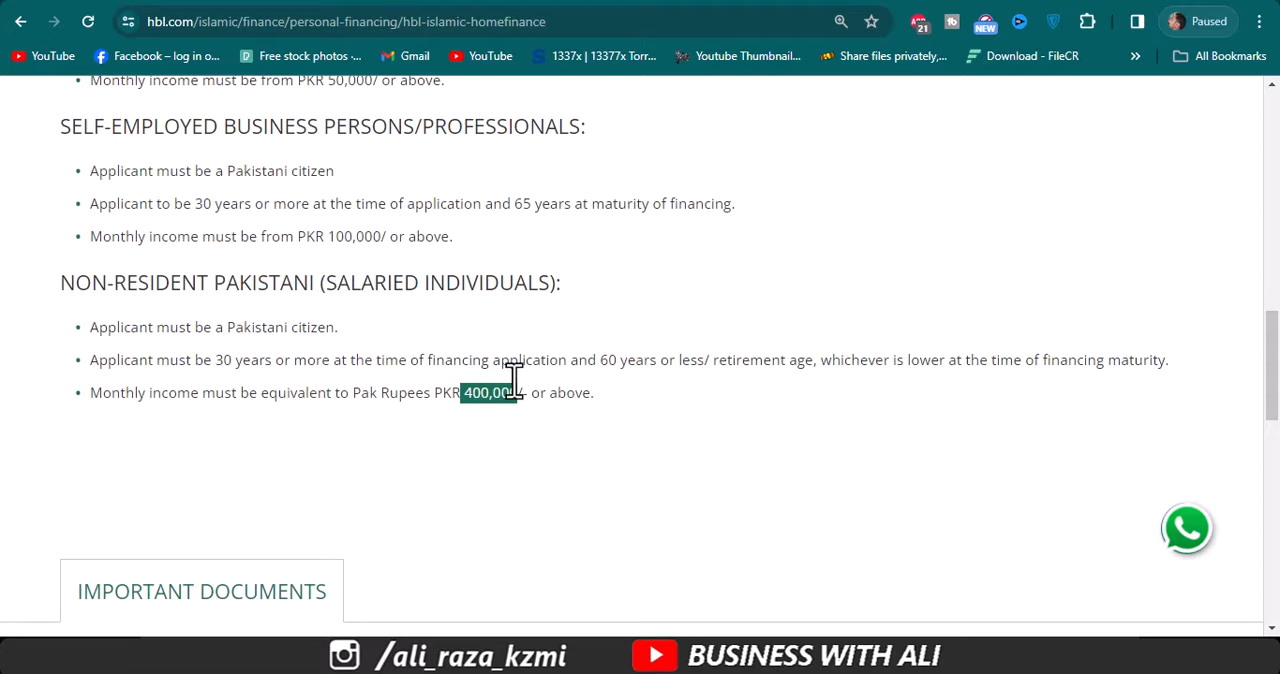 hbl.com/islamic/finance/personal-financing/hbl-islamic-homefinance
21
NEW
Paused
YouTube
Facebook – log in o...
Free stock photos ·...
Gmail
YouTube
1337x | 13377x Torr...
Youtube Thumbnail...
Share files privately,...
Download - FileCR
»
All Bookmarks
• Monthly income must be from PKR 50,000/ or above.
SELF-EMPLOYED BUSINESS PERSONS/PROFESSIONALS:
• Applicant must be a Pakistani citizen
• Applicant to be 30 years or more at the time of application and 65 years at maturity of financing.
• Monthly income must be from PKR 100,000/ or above.
NON-RESIDENT PAKISTANI (SALARIED INDIVIDUALS):
• Applicant must be a Pakistani citizen.
• Applicant must be 30 years or more at the time of financing application and 60 years or less/ retirement age, whichever is lower at the time of financing maturity.
• Monthly income must be equivalent to Pak Rupees PKR 400,000/- or above.
IMPORTANT DOCUMENTS
/ali_raza_kzmi
BUSINESS WITH ALI